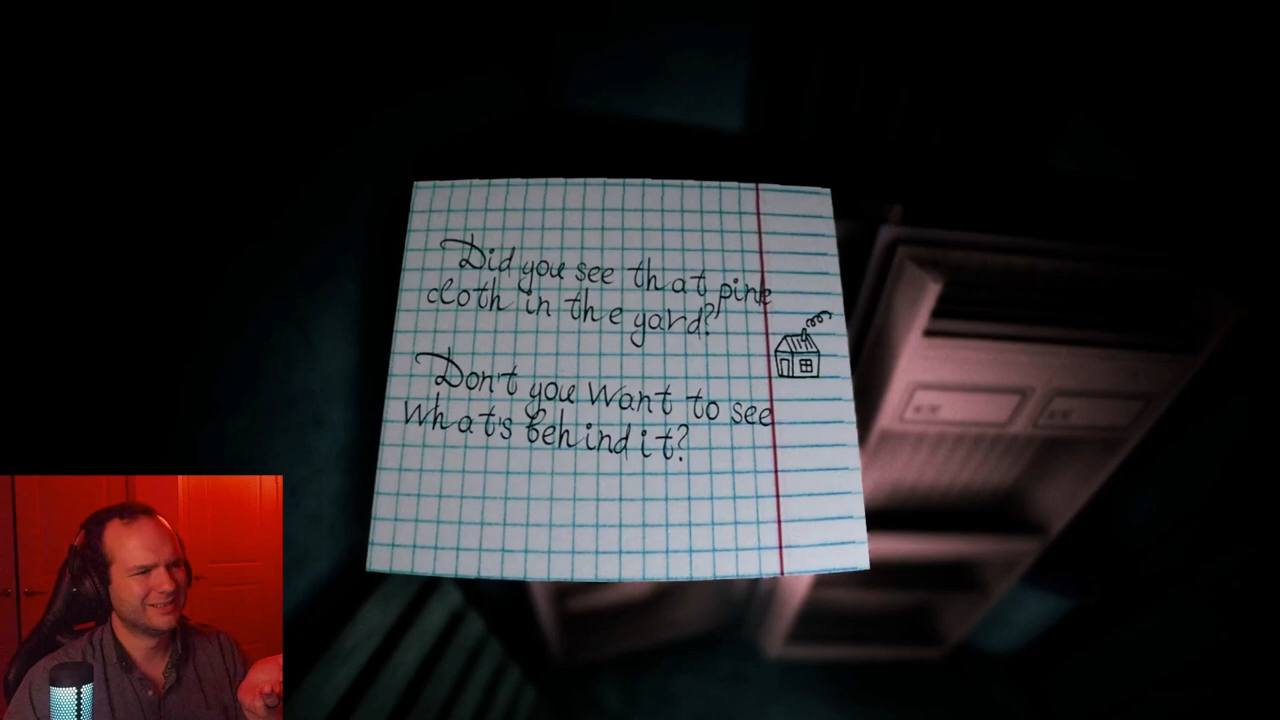 Did you see that pink
cloth in the yard?
Don't you want to see
what's behind it?